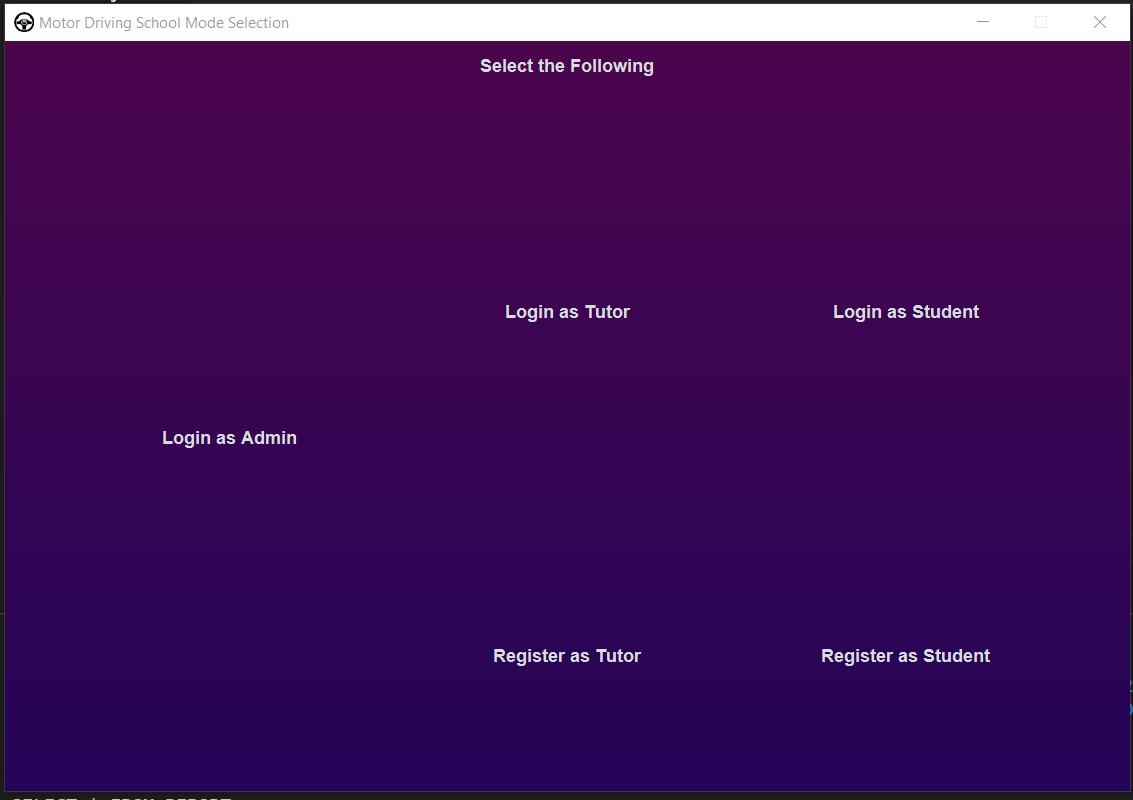 Motor Driving School Mode Selection
Select the Following
Login as Tutor
Login as Student
Login as Admin
Register as Tutor
Register as Student